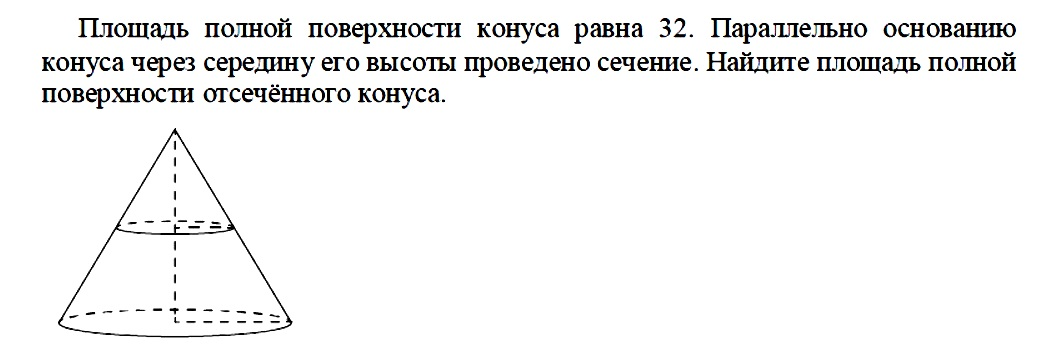 Площадь полной поверхности конуса равна 32. Параллельно основанию
конуса через середину его высоты проведено сечение. Найдите площадь полной
поверхности отсечённого конуса.